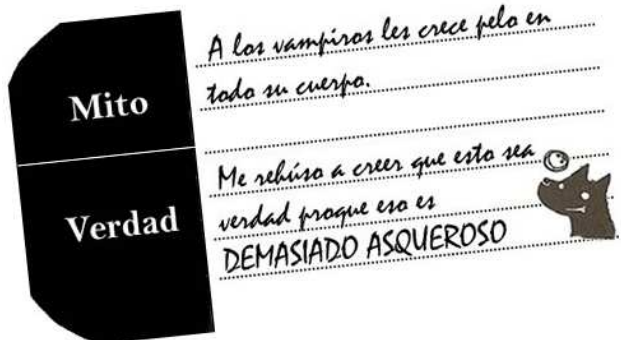 Mito
A los vampiros les crece pelo en
todo su cuerpo.
Verdad
Me rehúso a creer que esto sea
verdad proque eso es
DEMASIADO ASQUEROSO